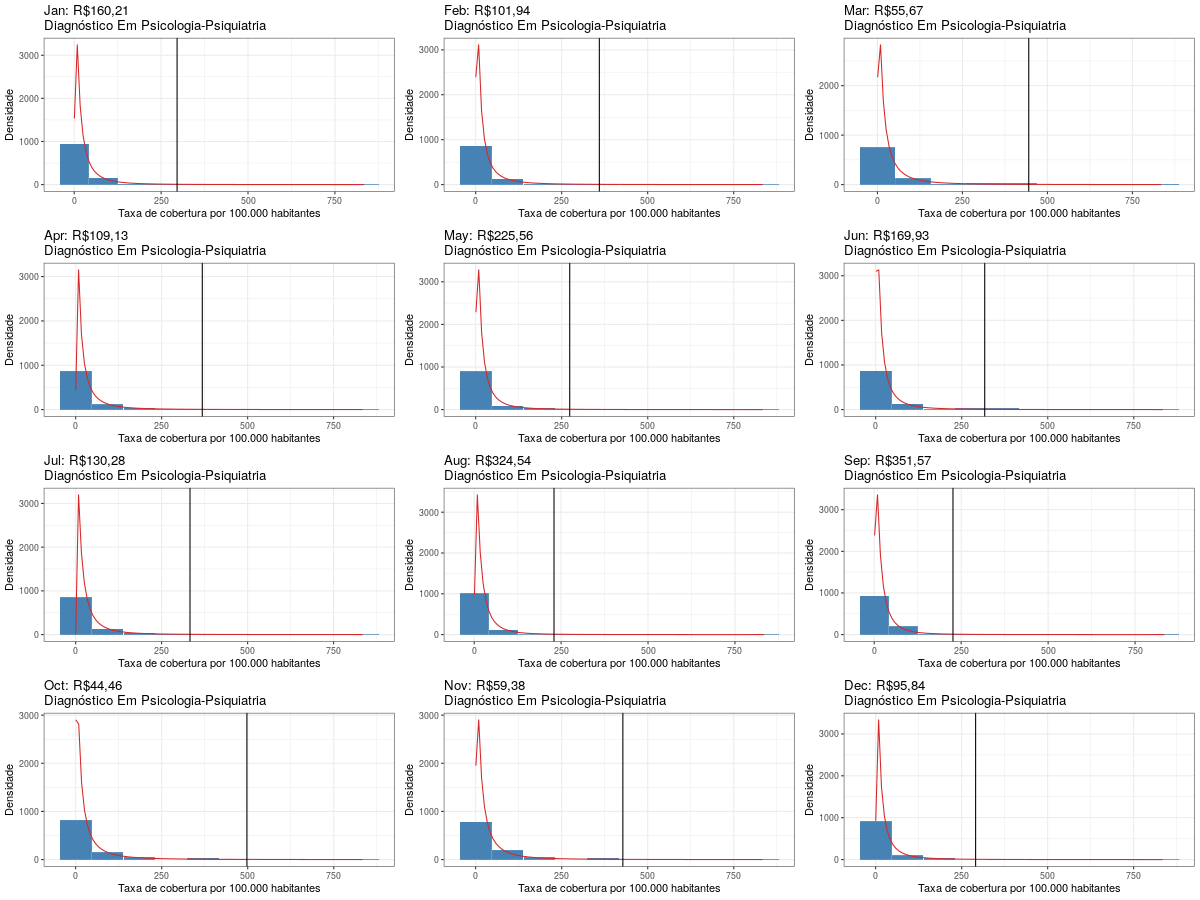 Jan: R$160,21
Diagnóstico Em Psicologia-Psiquiatria
3000
2000
1000
0
Densidade
0 250 500 750
Taxa de cobertura por 100.000 habitantes
Feb: R$101,94
Diagnóstico Em Psicologia-Psiquiatria
3000
2000
1000
0
Densidade
0 250 500 750
Taxa de cobertura por 100.000 habitantes
Mar: R$55,67
Diagnóstico Em Psicologia-Psiquiatria
2000
1000
0
Densidade
0 250 500 750
Taxa de cobertura por 100.000 habitantes
Apr: R$109,13
Diagnóstico Em Psicologia-Psiquiatria
3000
2000
1000
0
Densidade
0 250 500 750
Taxa de cobertura por 100.000 habitantes
May: R$225,56
Diagnóstico Em Psicologia-Psiquiatria
3000
2000
1000
0
Densidade
0 250 500 750
Taxa de cobertura por 100.000 habitantes
Jun: R$169,93
Diagnóstico Em Psicologia-Psiquiatria
3000
2000
1000
0
Densidade
0 250 500 750
Taxa de cobertura por 100.000 habitantes
Jul: R$130,28
Diagnóstico Em Psicologia-Psiquiatria
3000
2000
1000
0
Densidade
0 250 500 750
Taxa de cobertura por 100.000 habitantes
Aug: R$324,54
Diagnóstico Em Psicologia-Psiquiatria
3000
2000
1000
0
Densidade
0 250 500 750
Taxa de cobertura por 100.000 habitantes
Sep: R$351,57
Diagnóstico Em Psicologia-Psiquiatria
3000
2000
1000
0
Densidade
0 250 500 750
Taxa de cobertura por 100.000 habitantes
Oct: R$44,46
Diagnóstico Em Psicologia-Psiquiatria
3000
2000
1000
0
Densidade
0 250 500 750
Taxa de cobertura por 100.000 habitantes
Nov: R$59,38
Diagnóstico Em Psicologia-Psiquiatria
3000
2000
1000
0
Densidade
0 250 500 750
Taxa de cobertura por 100.000 habitantes
Dec: R$95,84
Diagnóstico Em Psicologia-Psiquiatria
3000
2000
1000
0
Densidade
0 250 500 750
Taxa de cobertura por 100.000 habitantes